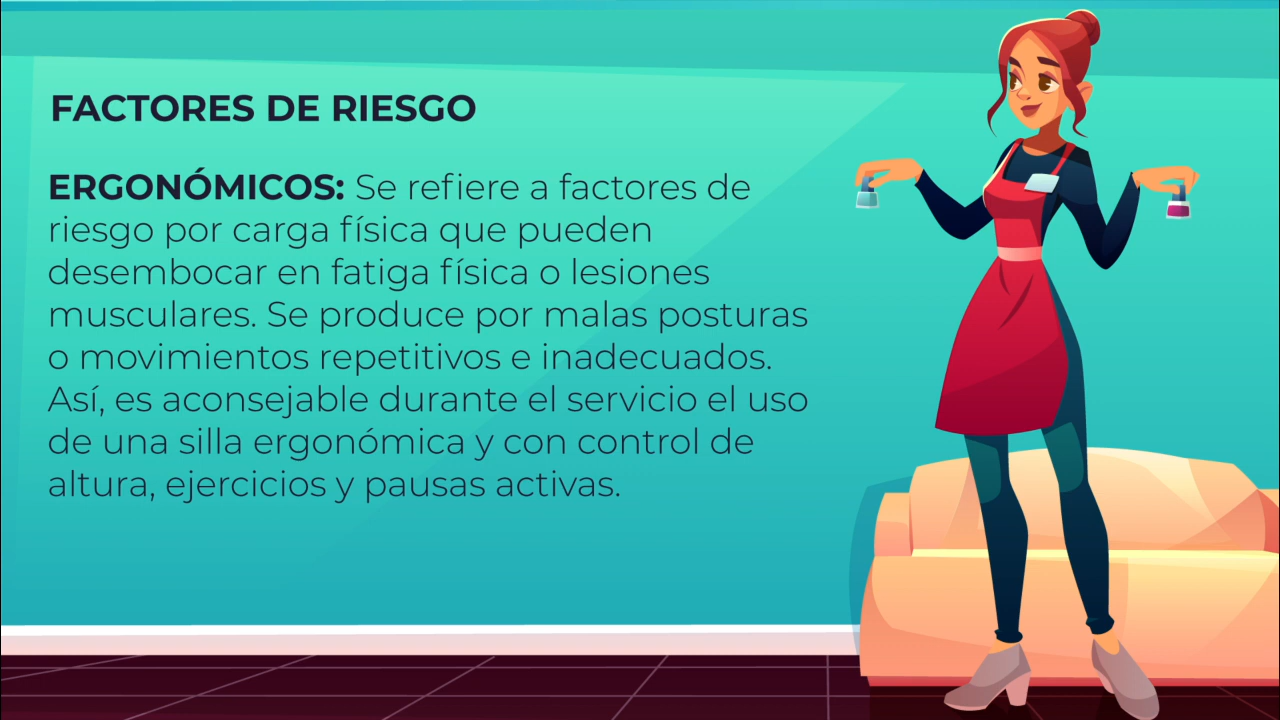 FACTORES DE RIESGO
ERGONÓMICOS: Se refiere a factores de
riesgo por carga física que pueden
desembocar en fatiga física o lesiones
musculares. Se produce por malas posturas
o movimientos repetitivos e inadecuados.
Así, es aconsejable durante el servicio el uso
de una silla ergonómica y con control de
altura, ejercicios y pausas activas.